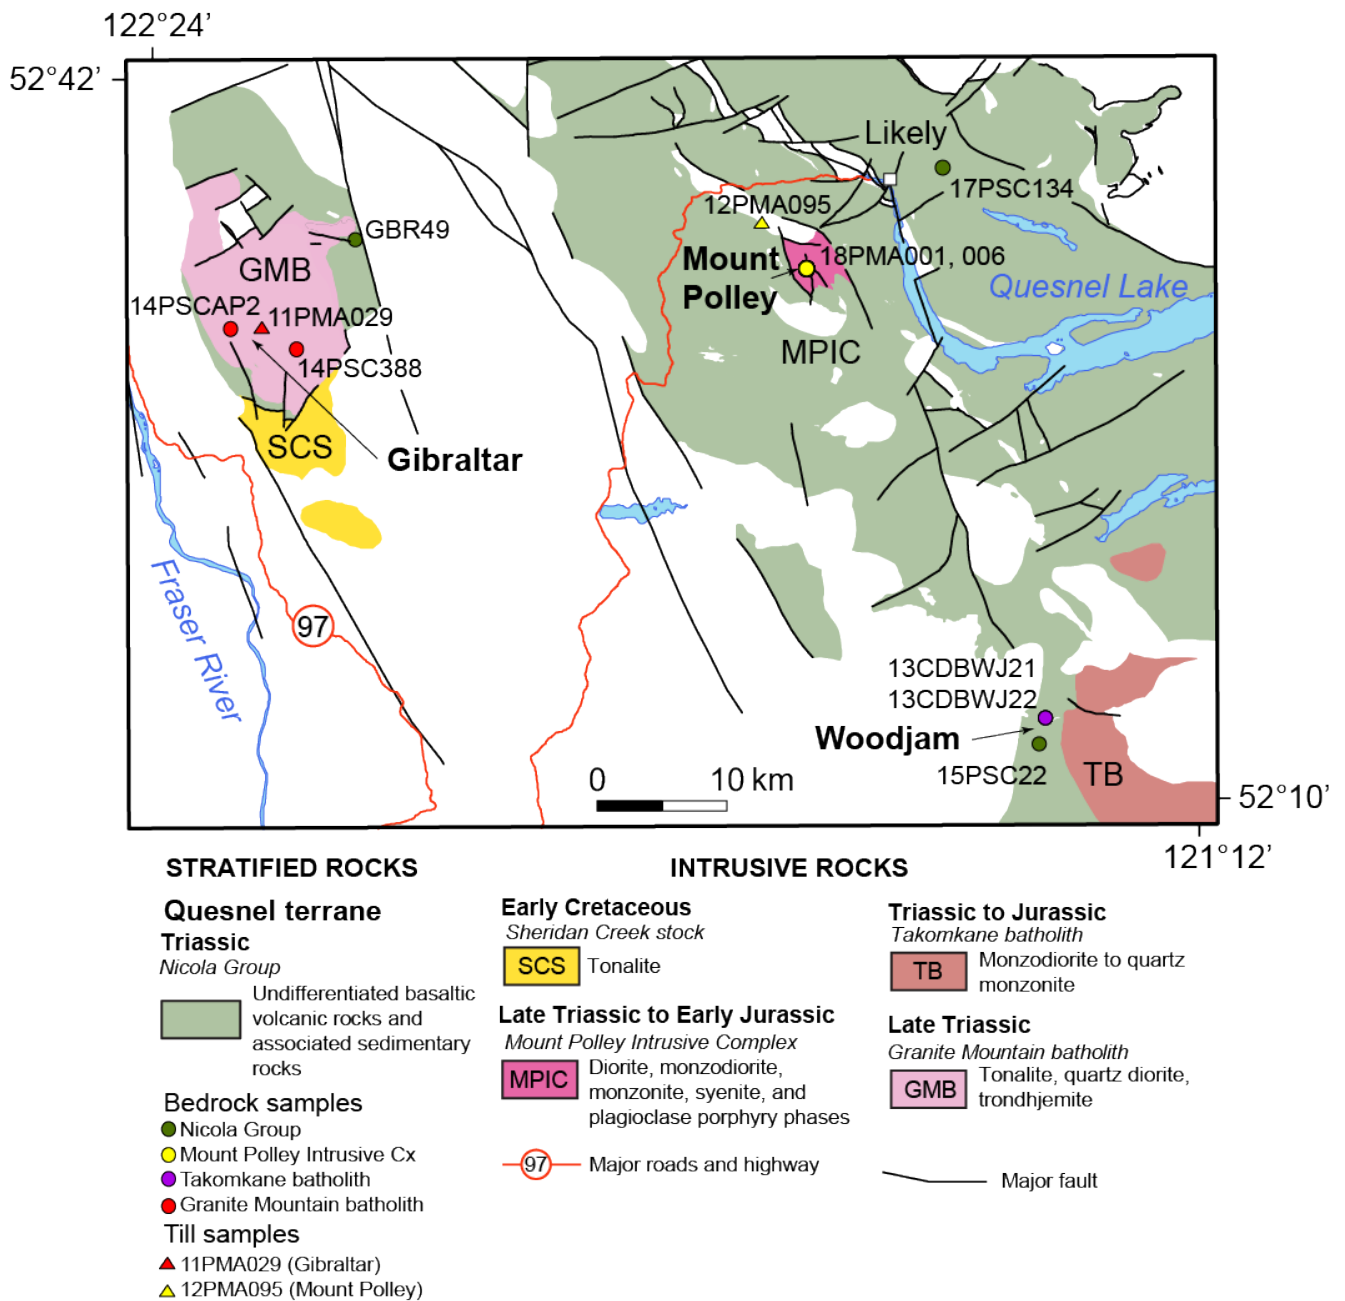 122°24’
52°42’
Likely
17PSC134
12PMA095
GBR49
Mount
Polley
18PMA001, 006
GMB
Quesnel Lake
14PSCAP2
11PMA029
MPIC
14PSC388
SCS
Gibraltar
Fraser River
97
13CDBWJ21
13CDBWJ22
Woodjam
15PSC22
TB
0 10 km
52°10’
121°12’
STRATIFIED ROCKS
Quesnel terrane
Triassic
Nicola Group
Undifferentiated basaltic
volcanic rocks and
associated sedimentary
rocks
Bedrock samples
Nicola Group
Mount Polley Intrusive Cx
Takomkane batholith
Granite Mountain batholith
Till samples
11PMA029 (Gibraltar)
12PMA095 (Mount Polley)
INTRUSIVE ROCKS
Early Cretaceous
Sheridan Creek stock
SCS Tonalite
Late Triassic to Early Jurassic
Mount Polley Intrusive Complex
MPIC
Diorite, monzodiorite,
monzonite, syenite, and
plagioclase porphyry phases
97 Major roads and highway
Triassic to Jurassic
Takomkane batholith
TB
Monzodiorite to quartz
monzonite
Late Triassic
Granite Mountain batholith
GMB
Tonalite, quartz diorite,
trondhjemite
Major fault